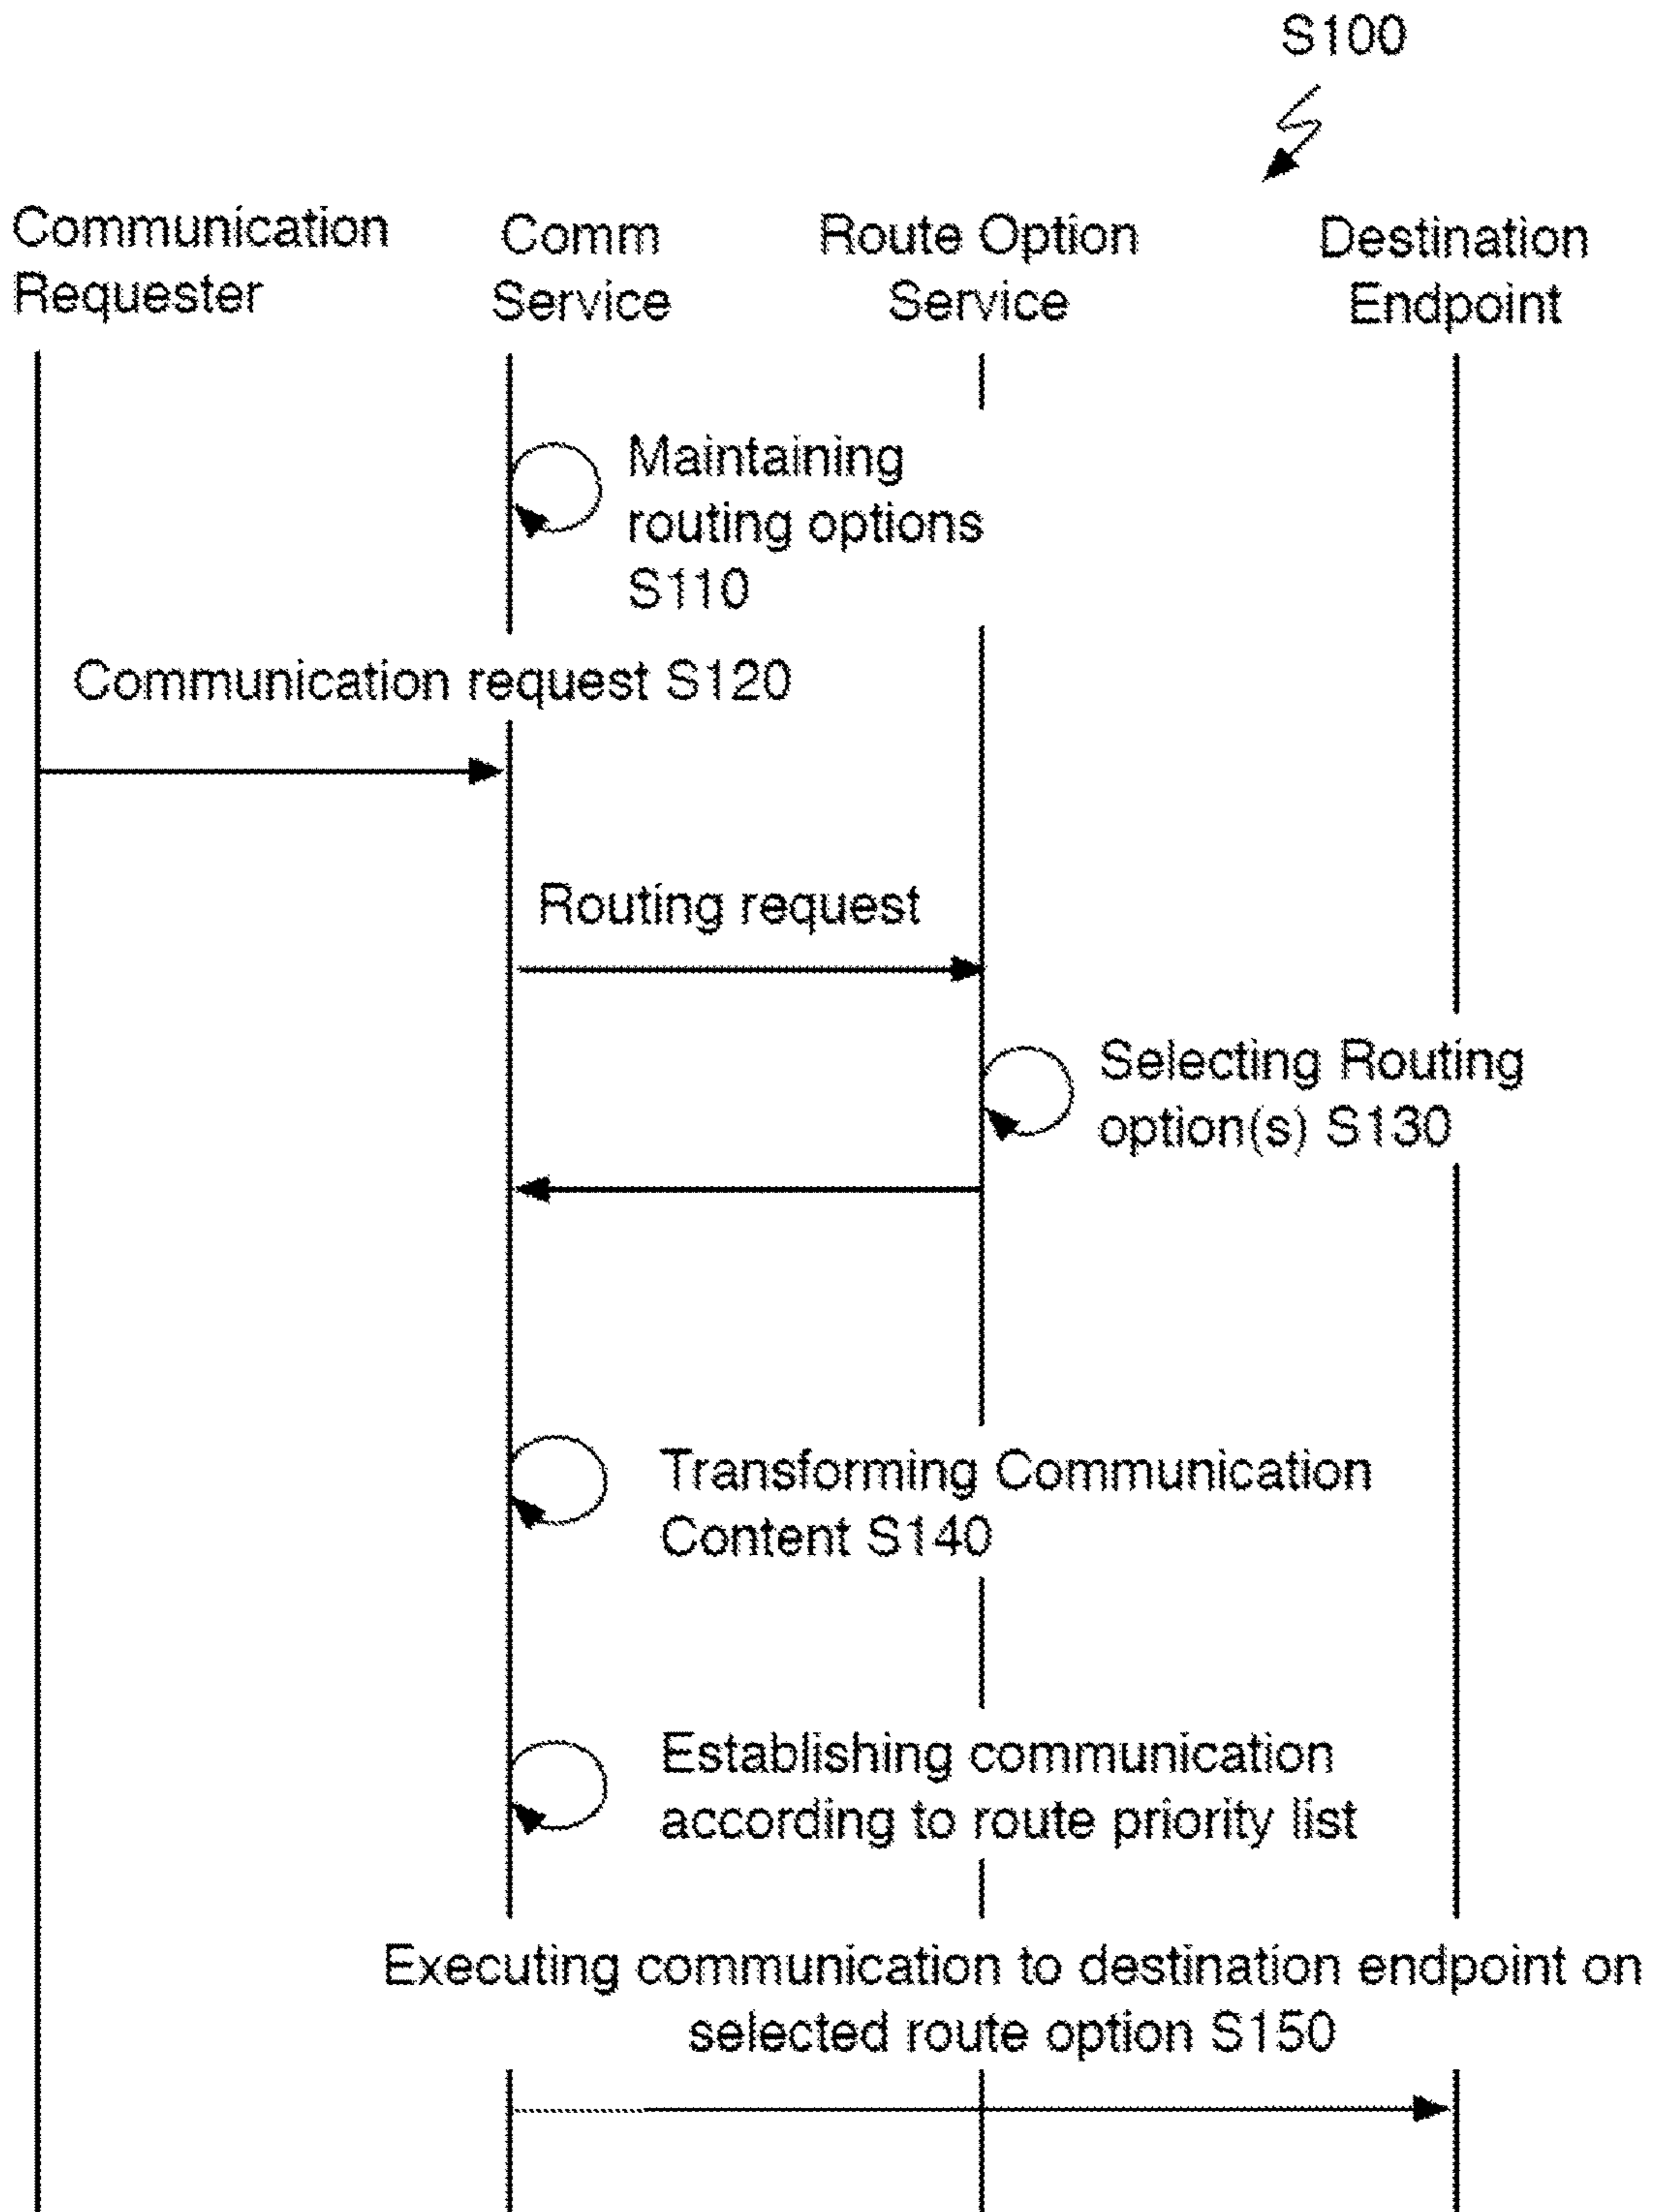 S100
Communication
Requester
Comm
Service
Route Option
Service
Destination
Endpoint
Maintaining
routing options
S110
Communication request S120
Routing request
Selecting Routing
option(s) S130
Transforming Communication
Content S140
Establishing communication
according to route priority list
Executing communication to destination endpoint on
selected route option S150